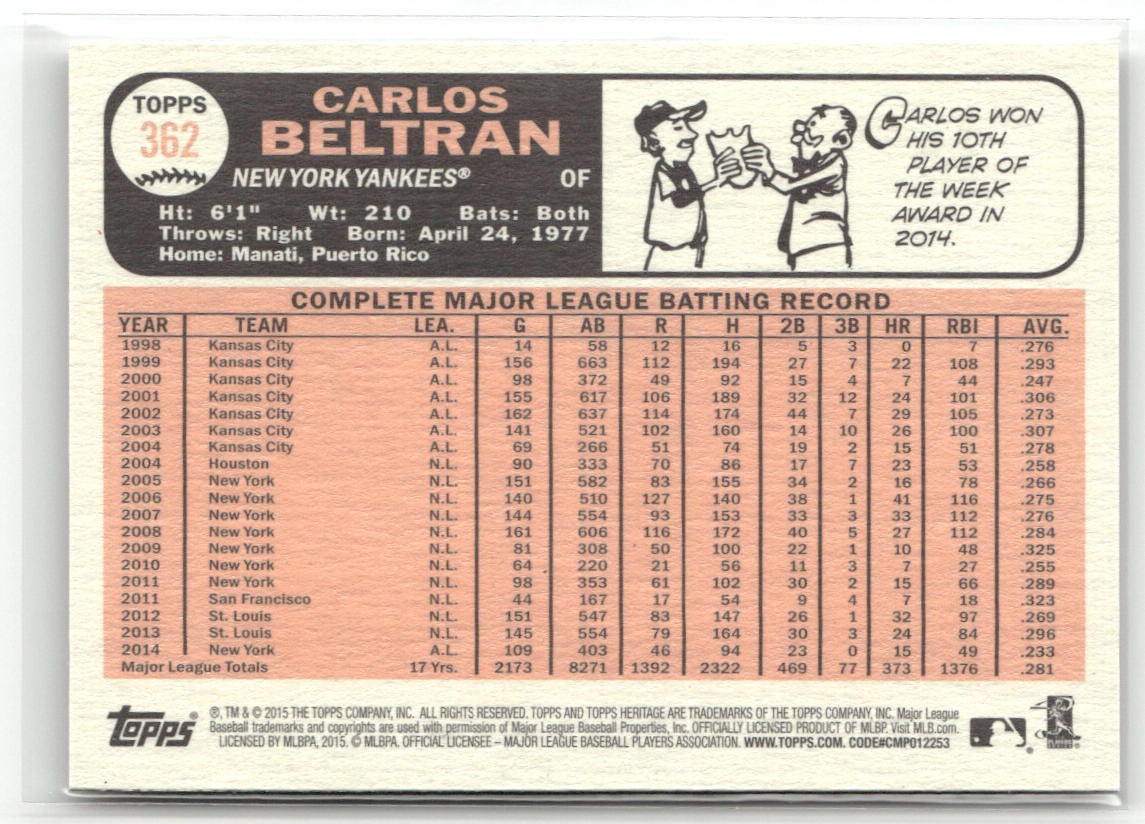 TOPPS
362
CARLOS
BELTRAN
NEW YORK YANKEES® OF
Ht: 6'1" Wt: 210 Bats: Both
Throws: Right Born: April 24, 1977
Home: Manati, Puerto Rico
CARLOS WON
HIS 10TH
PLAYER OF
THE WEEK
AWARD IN
2014.
COMPLETE MAJOR LEAGUE BATTING RECORD
YEAR TEAM LEA. G AB R H 2B 3B HR RBI AVG.
1998 Kansas City A.L. 14 58 12 16 5 3 0 7 .276
1999 Kansas City A.L. 156 663 112 194 27 7 22 108 .293
2000 Kansas City A.L. 98 372 49 92 15 4 7 44 .247
2001 Kansas City A.L. 155 617 106 189 32 12 24 101 .306
2002 Kansas City A.L. 162 637 114 174 44 7 29 105 .273
2003 Kansas City A.L. 141 521 102 160 14 10 26 100 .307
2004 Kansas City A.L. 69 266 51 74 19 2 15 51 .278
2004 Houston N.L. 90 333 70 86 17 7 23 53 .258
2005 New York N.L. 151 582 83 155 34 2 16 78 .266
2006 New York N.L. 140 510 127 140 38 1 41 116 .275
2007 New York N.L. 144 554 93 153 33 3 33 112 .276
2008 New York N.L. 161 606 116 172 40 5 27 112 .284
2009 New York N.L. 81 308 50 100 22 1 10 48 .325
2010 New York N.L. 64 220 21 56 11 3 7 27 .255
2011 New York N.L. 98 353 61 102 30 2 15 66 .289
2011 San Francisco N.L. 44 167 17 54 9 4 7 18 .323
2012 St. Louis N.L. 151 547 83 147 26 1 32 97 .269
2013 St. Louis N.L. 145 554 79 164 30 3 24 84 .296
2014 New York A.L. 109 403 46 94 23 0 15 49 .233
Major League Totals 17 Yrs. 2173 8271 1392 2322 469 77 373 1376 .281
Topps®
®, TM & © 2015 THE TOPPS COMPANY, INC. ALL RIGHTS RESERVED. TOPPS AND TOPPS HERITAGE ARE TRADEMARKS OF THE TOPPS COMPANY, INC. Major League
Baseball trademarks and copyrights are used with permission of Major League Baseball Properties, Inc. OFFICIALLY LICENSED PRODUCT OF MLBP. Visit MLB.com.
LICENSED BY MLBPA, 2015. © MLBPA. OFFICIAL LICENSEE – MAJOR LEAGUE BASEBALL PLAYERS ASSOCIATION. WWW.TOPPS.COM. CODE#CMP012253